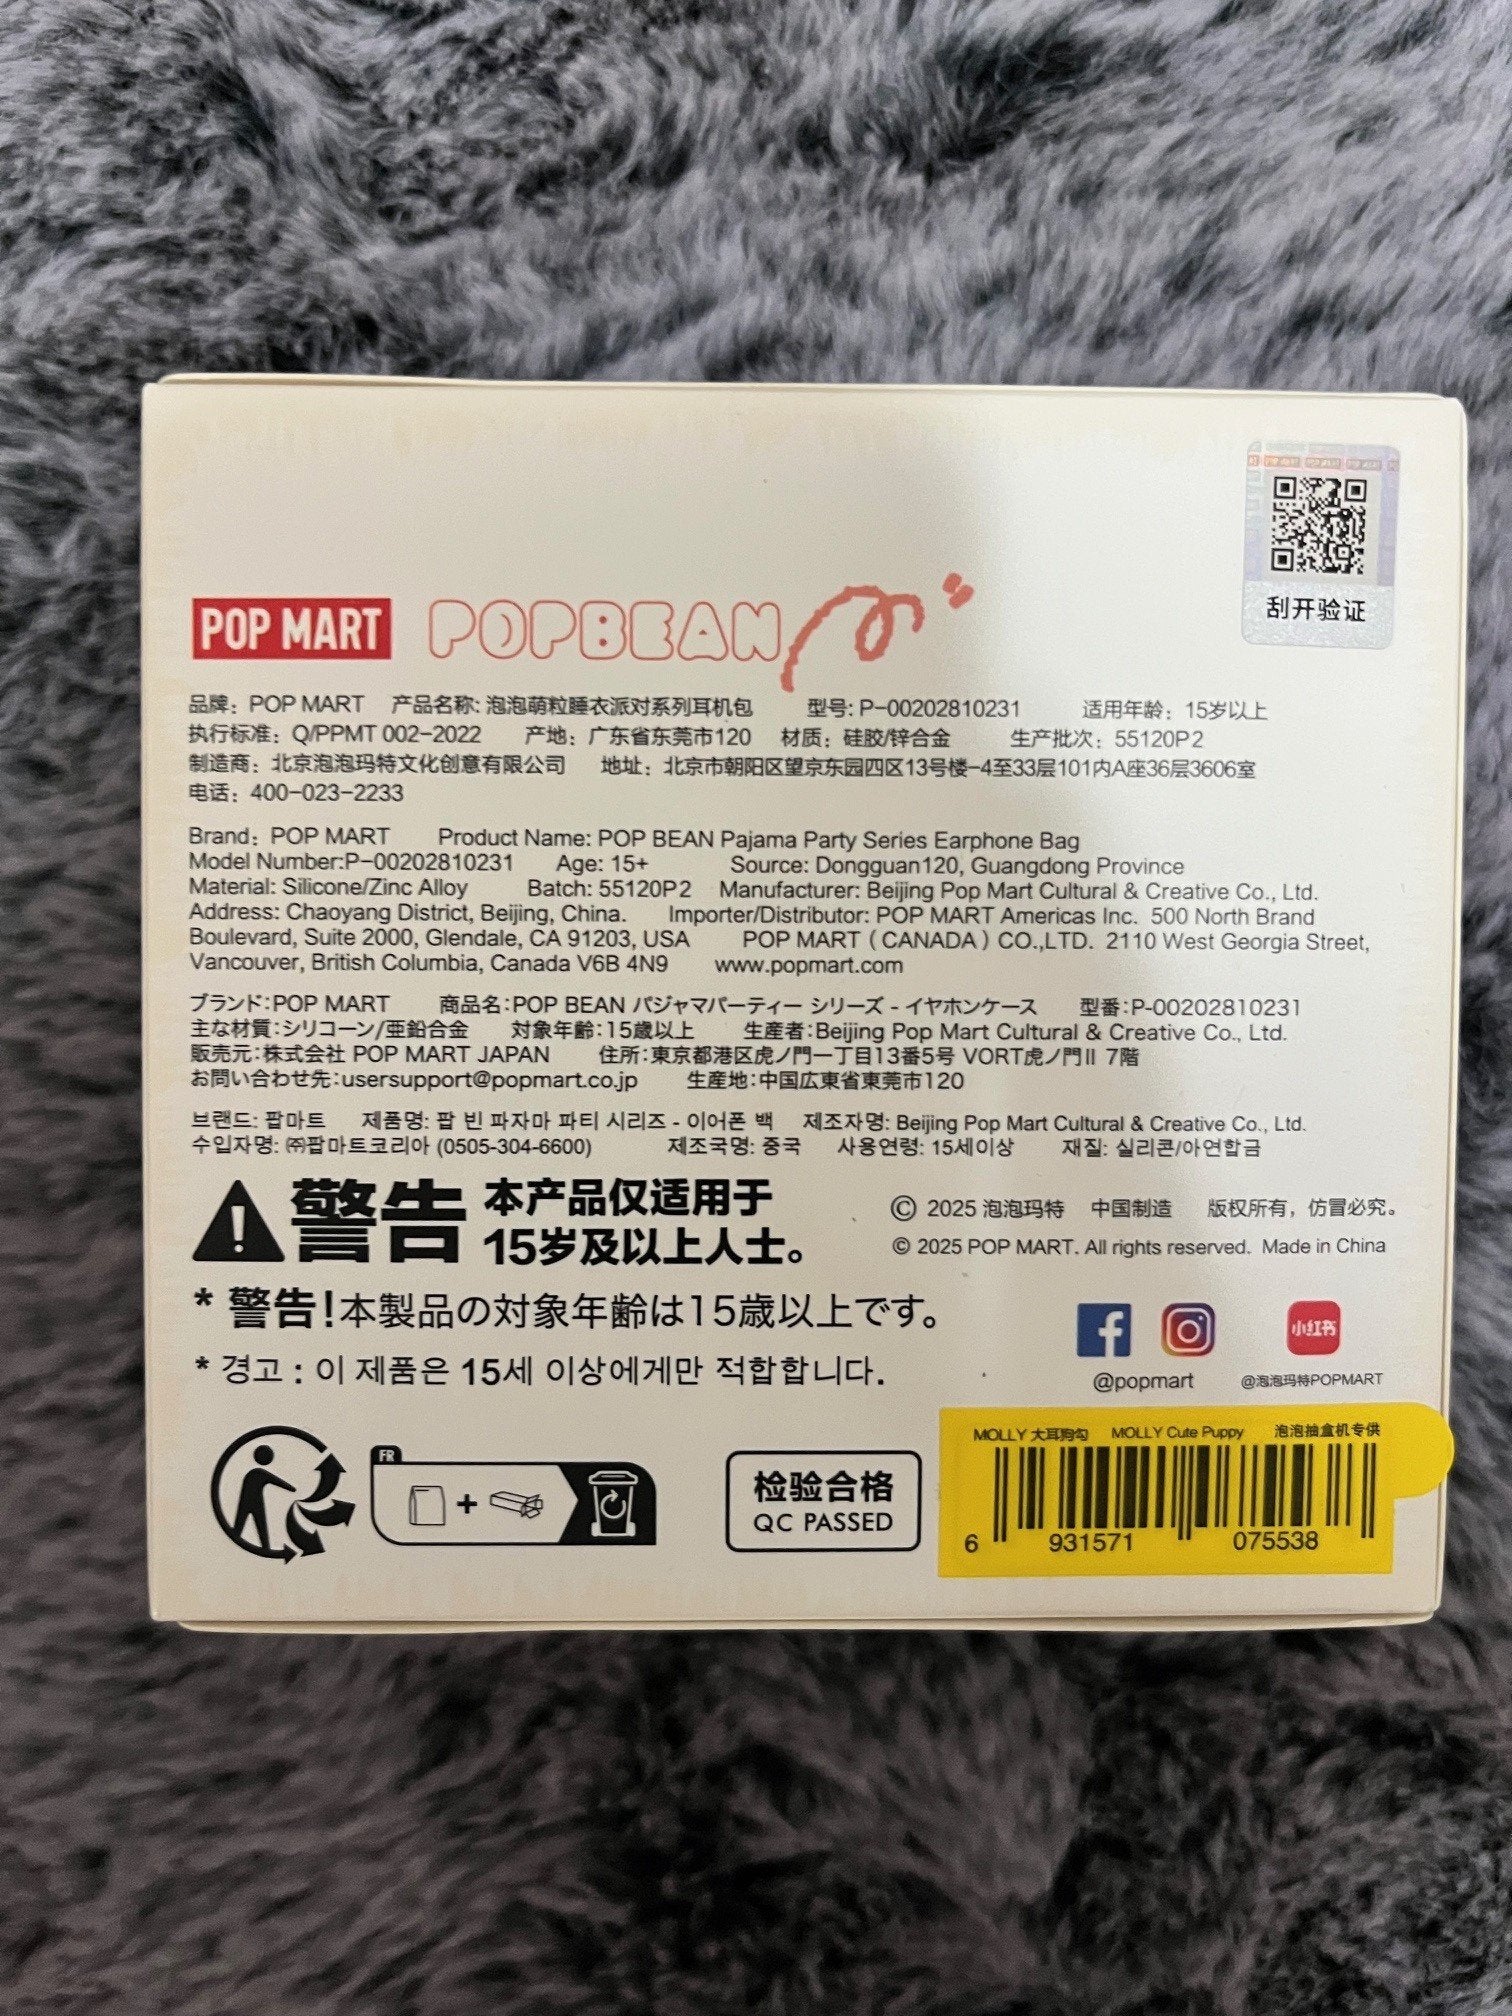 刮开验证
POP MART POPBEAN
品牌：POP MART 产品名称：泡泡萌粒睡衣派对系列耳机包 型号：P-00202810231 适用年龄：15岁以上
执行标准：Q/PPMT 002-2022 产地：广东省东莞市120 材质：硅胶/锌合金 生产批次：55120P2
制造商：北京泡泡玛特文化创意有限公司 地址：北京市朝阳区望京东园四区13号楼-4至33层101内A座36层3606室
电话：400-023-2233
Brand：POP MART Product Name: POP BEAN Pajama Party Series Earphone Bag
Model Number:P-00202810231 Age: 15+ Source: Dongguan120, Guangdong Province
Material: Silicone/Zinc Alloy Batch: 55120P2 Manufacturer: Beijing Pop Mart Cultural & Creative Co., Ltd.
Address: Chaoyang District, Beijing, China. Importer/Distributor: POP MART Americas Inc. 500 North Brand
Boulevard, Suite 2000, Glendale, CA 91203, USA POP MART（CANADA）CO.,LTD. 2110 West Georgia Street,
Vancouver, British Columbia, Canada V6B 4N9 www.popmart.com
ブランド:POP MART 商品名:POP BEAN パジャマパーティー シリーズ - イヤホンケース 型番:P-00202810231
主な材質:シリコーン/亜鉛合金 対象年齢:15歳以上 生産者:Beijing Pop Mart Cultural & Creative Co., Ltd.
販売元:株式会社 POP MART JAPAN 住所:東京都港区虎ノ門一丁目13番5号 VORT虎ノ門II 7階
お問い合わせ先:usersupport@popmart.co.jp 生産地:中国広東省東莞市120
브랜드: 팝마트 제품명: 팝 빈 파자마 파티 시리즈 - 이어폰 백 제조자명: Beijing Pop Mart Cultural & Creative Co., Ltd.
수입자명: ㈜팝마트코리아 (0505-304-6600) 제조국명: 중국 사용연령: 15세이상 재질: 실리콘/아연합금
警告 本产品仅适用于
15岁及以上人士。
© 2025 泡泡玛特 中国制造 版权所有，仿冒必究。
© 2025 POP MART. All rights reserved. Made in China
* 警告!本製品の対象年齢は15歳以上です。
* 경고 : 이 제품은 15세 이상에게만 적합합니다.
小红书
@popmart @泡泡玛特POPMART
FR
检验合格
QC PASSED
MOLLY 大耳狗勾 MOLLY Cute Puppy 泡泡抽盒机专供
6 931571 075538